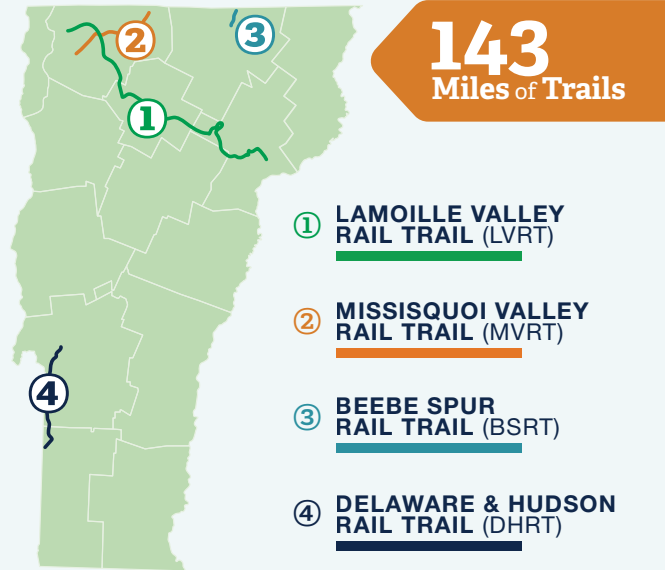 143
Miles of Trails
2
3
1
4
① LAMOILLE VALLEY
RAIL TRAIL (LVRT)
② MISSISQUOI VALLEY
RAIL TRAIL (MVRT)
③ BEEBE SPUR
RAIL TRAIL (BSRT)
④ DELAWARE & HUDSON
RAIL TRAIL (DHRT)